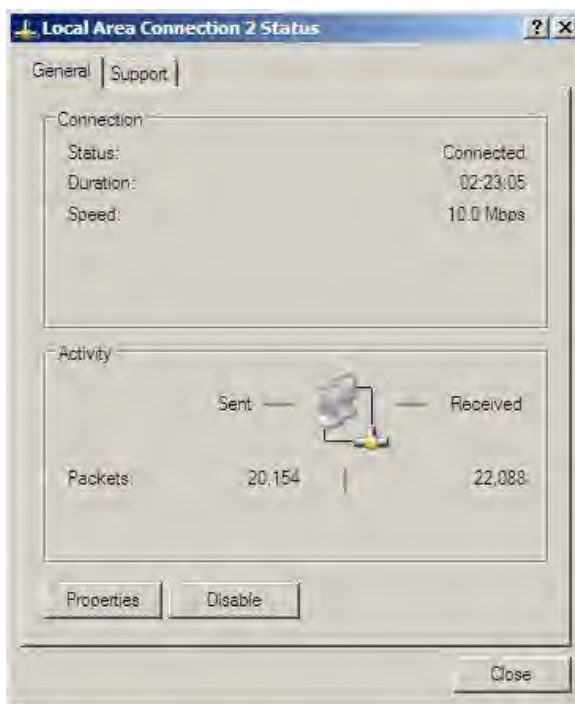 Local Area Connection 2 Status
General Support
Connection
Status: Connected
Duration: 02:23:05
Speed: 10.0 Mbps
Activity
Sent Received
Packets: 20,154 22,088
Properties Disable
Close